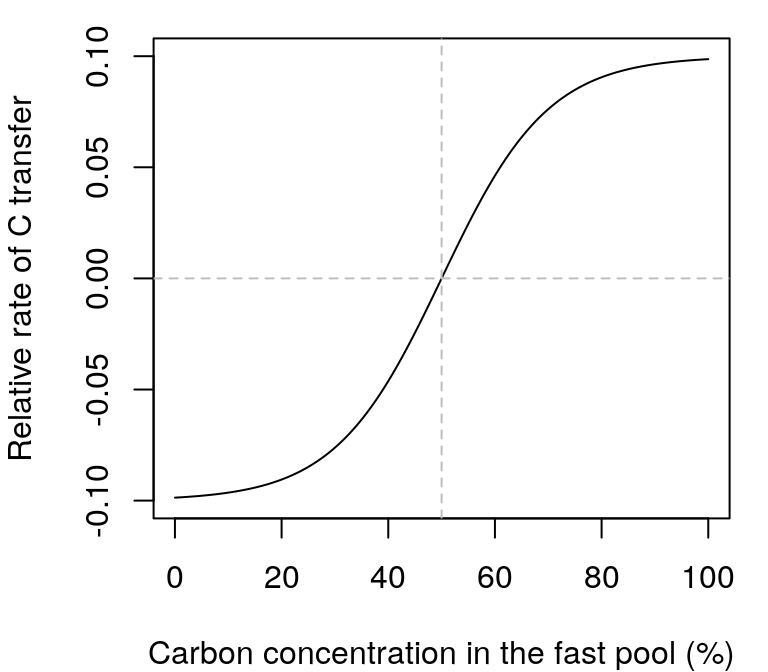 Relative rate of C transfer
0.10
0.05
0.00
-0.05
-0.10
0 20 40 60 80 100
Carbon concentration in the fast pool (%)